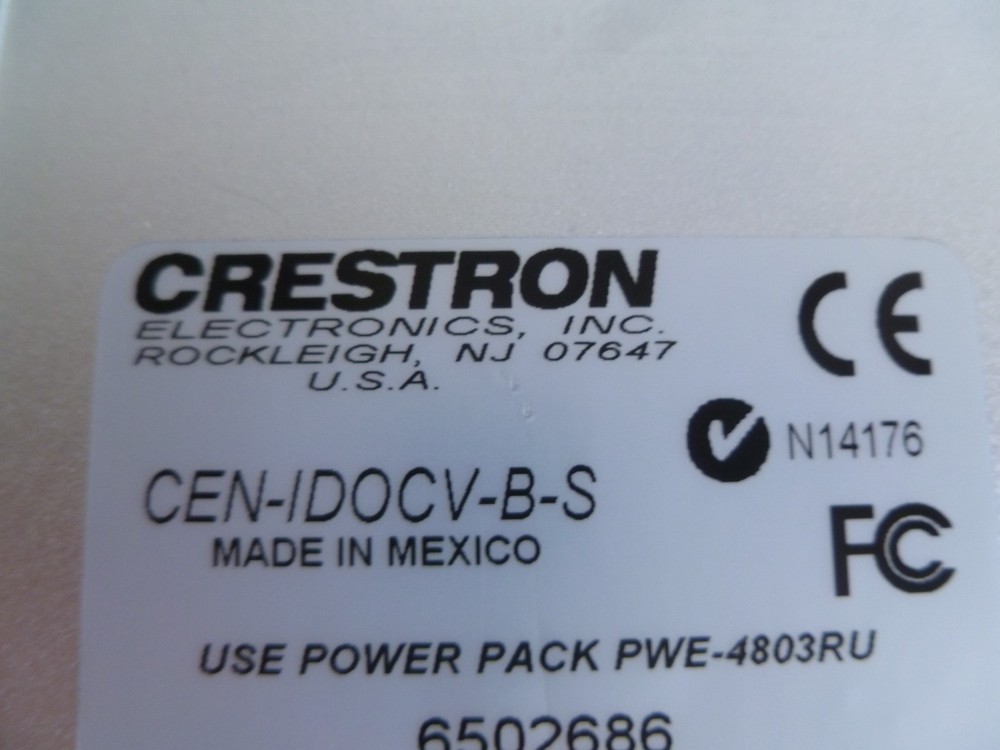 CRESTRON
ELECTRONICS, INC.
ROCKLEIGH, NJ 07647
U.S.A.
CE
N14176
CEN-IDOCV-B-S
MADE IN MEXICO
FC
USE POWER PACK PWE-4803RU
6502686